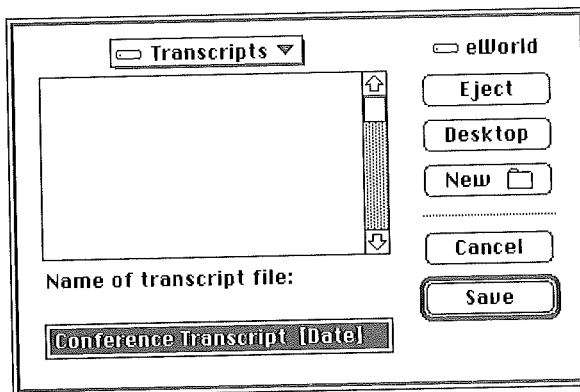 Transcripts
eWorld
Eject
Desktop
New
Cancel
Save
Name of transcript file:
Conference Transcript [Date]